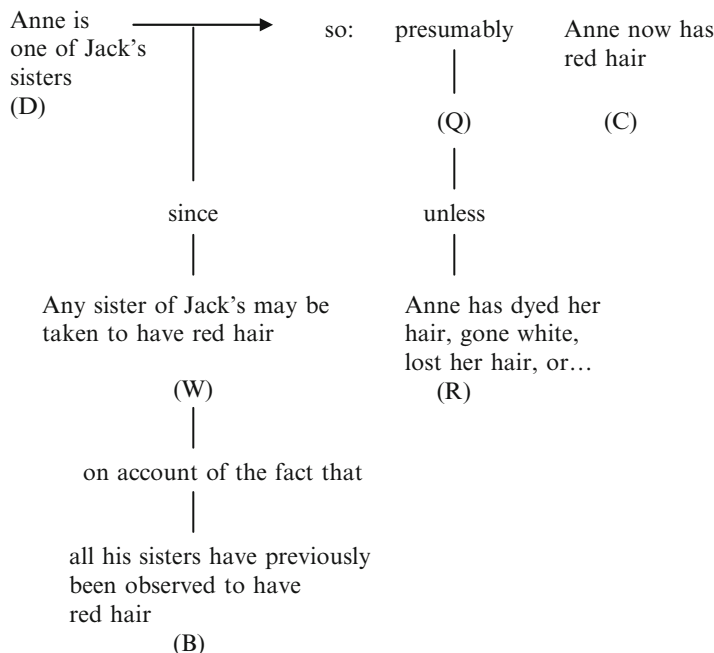 Anne is
one of Jack's
sisters
(D)
so: presumably
Anne now has
red hair
(Q)
(C)
since
unless
Any sister of Jack's may be
taken to have red hair
(W)
Anne has dyed her
hair, gone white,
lost her hair, or…
(R)
on account of the fact that
all his sisters have previously
been observed to have
red hair
(B)